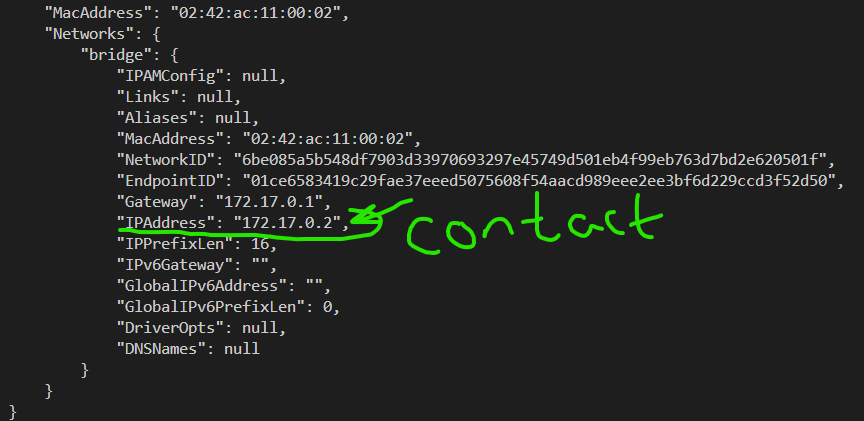 "MacAddress": "02:42:ac:11:00:02",
"Networks": {
"bridge": {
"IPAMConfig": null,
"Links": null,
"Aliases": null,
"MacAddress": "02:42:ac:11:00:02",
"NetworkID": "6be085a5b548df7903d33970693297e45749d501eb4f99eb763d7bd2e620501f",
"EndpointID": "01ce6583419c29fae37eeed5075608f54aacd989eee2ee3bf6d229ccd3f52d50",
"Gateway": "172.17.0.1",
"IPAddress": "172.17.0.2",
contact
"IPPrefixLen": 16,
"IPv6Gateway": "",
"GlobalIPv6Address": "",
"GlobalIPv6PrefixLen": 0,
"DriverOpts": null,
"DNSNames": null
}
}
}